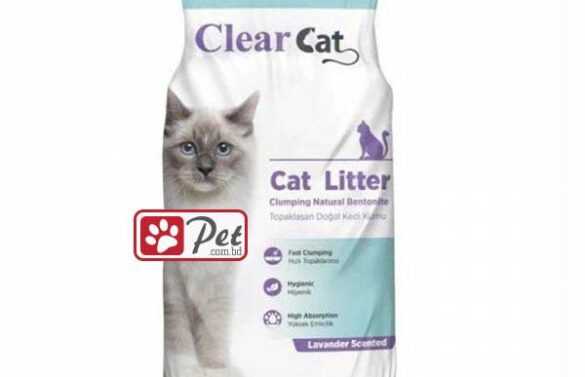 Clear Cat
Cat Litter
Clumping Natural Bentonite
Topaklaşan Doğal Kedi Kumu
Pet
.com.bd
Fast Clumping
Hızlı Topaklanma
Hygienic
Hijyenik
High Absorption
Yüksek Emicilik
Lavander Scented